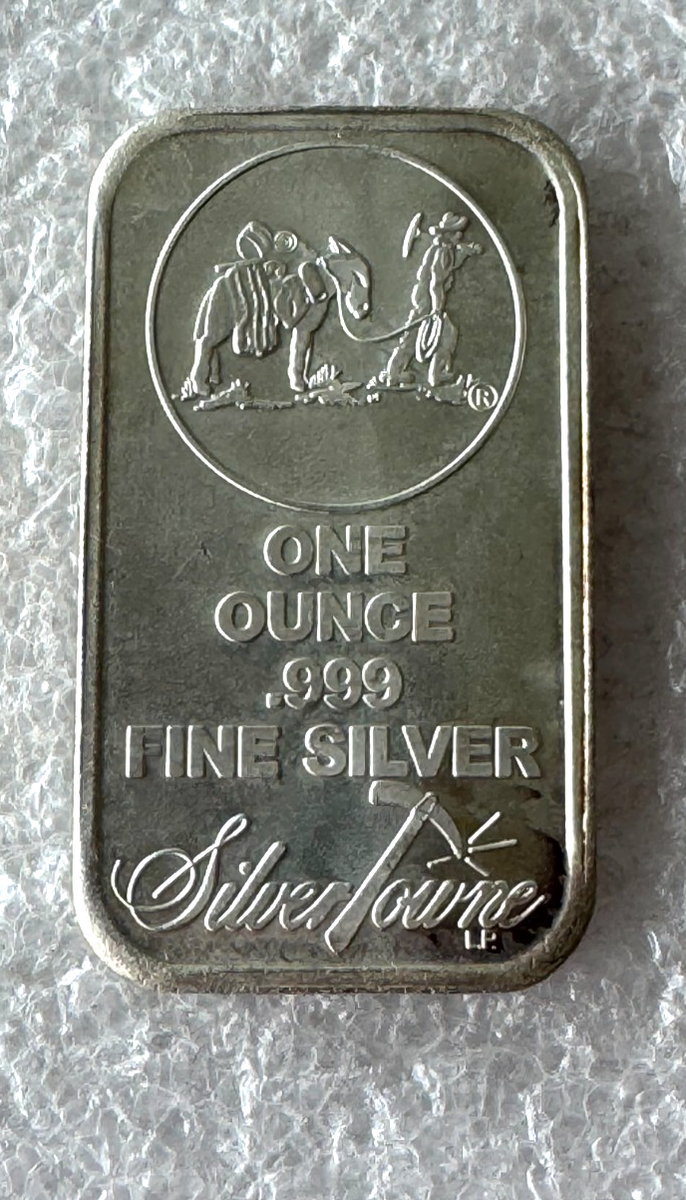 ®
ONE
OUNCE
.999
FINE SILVER
SilverTowne
L.P.